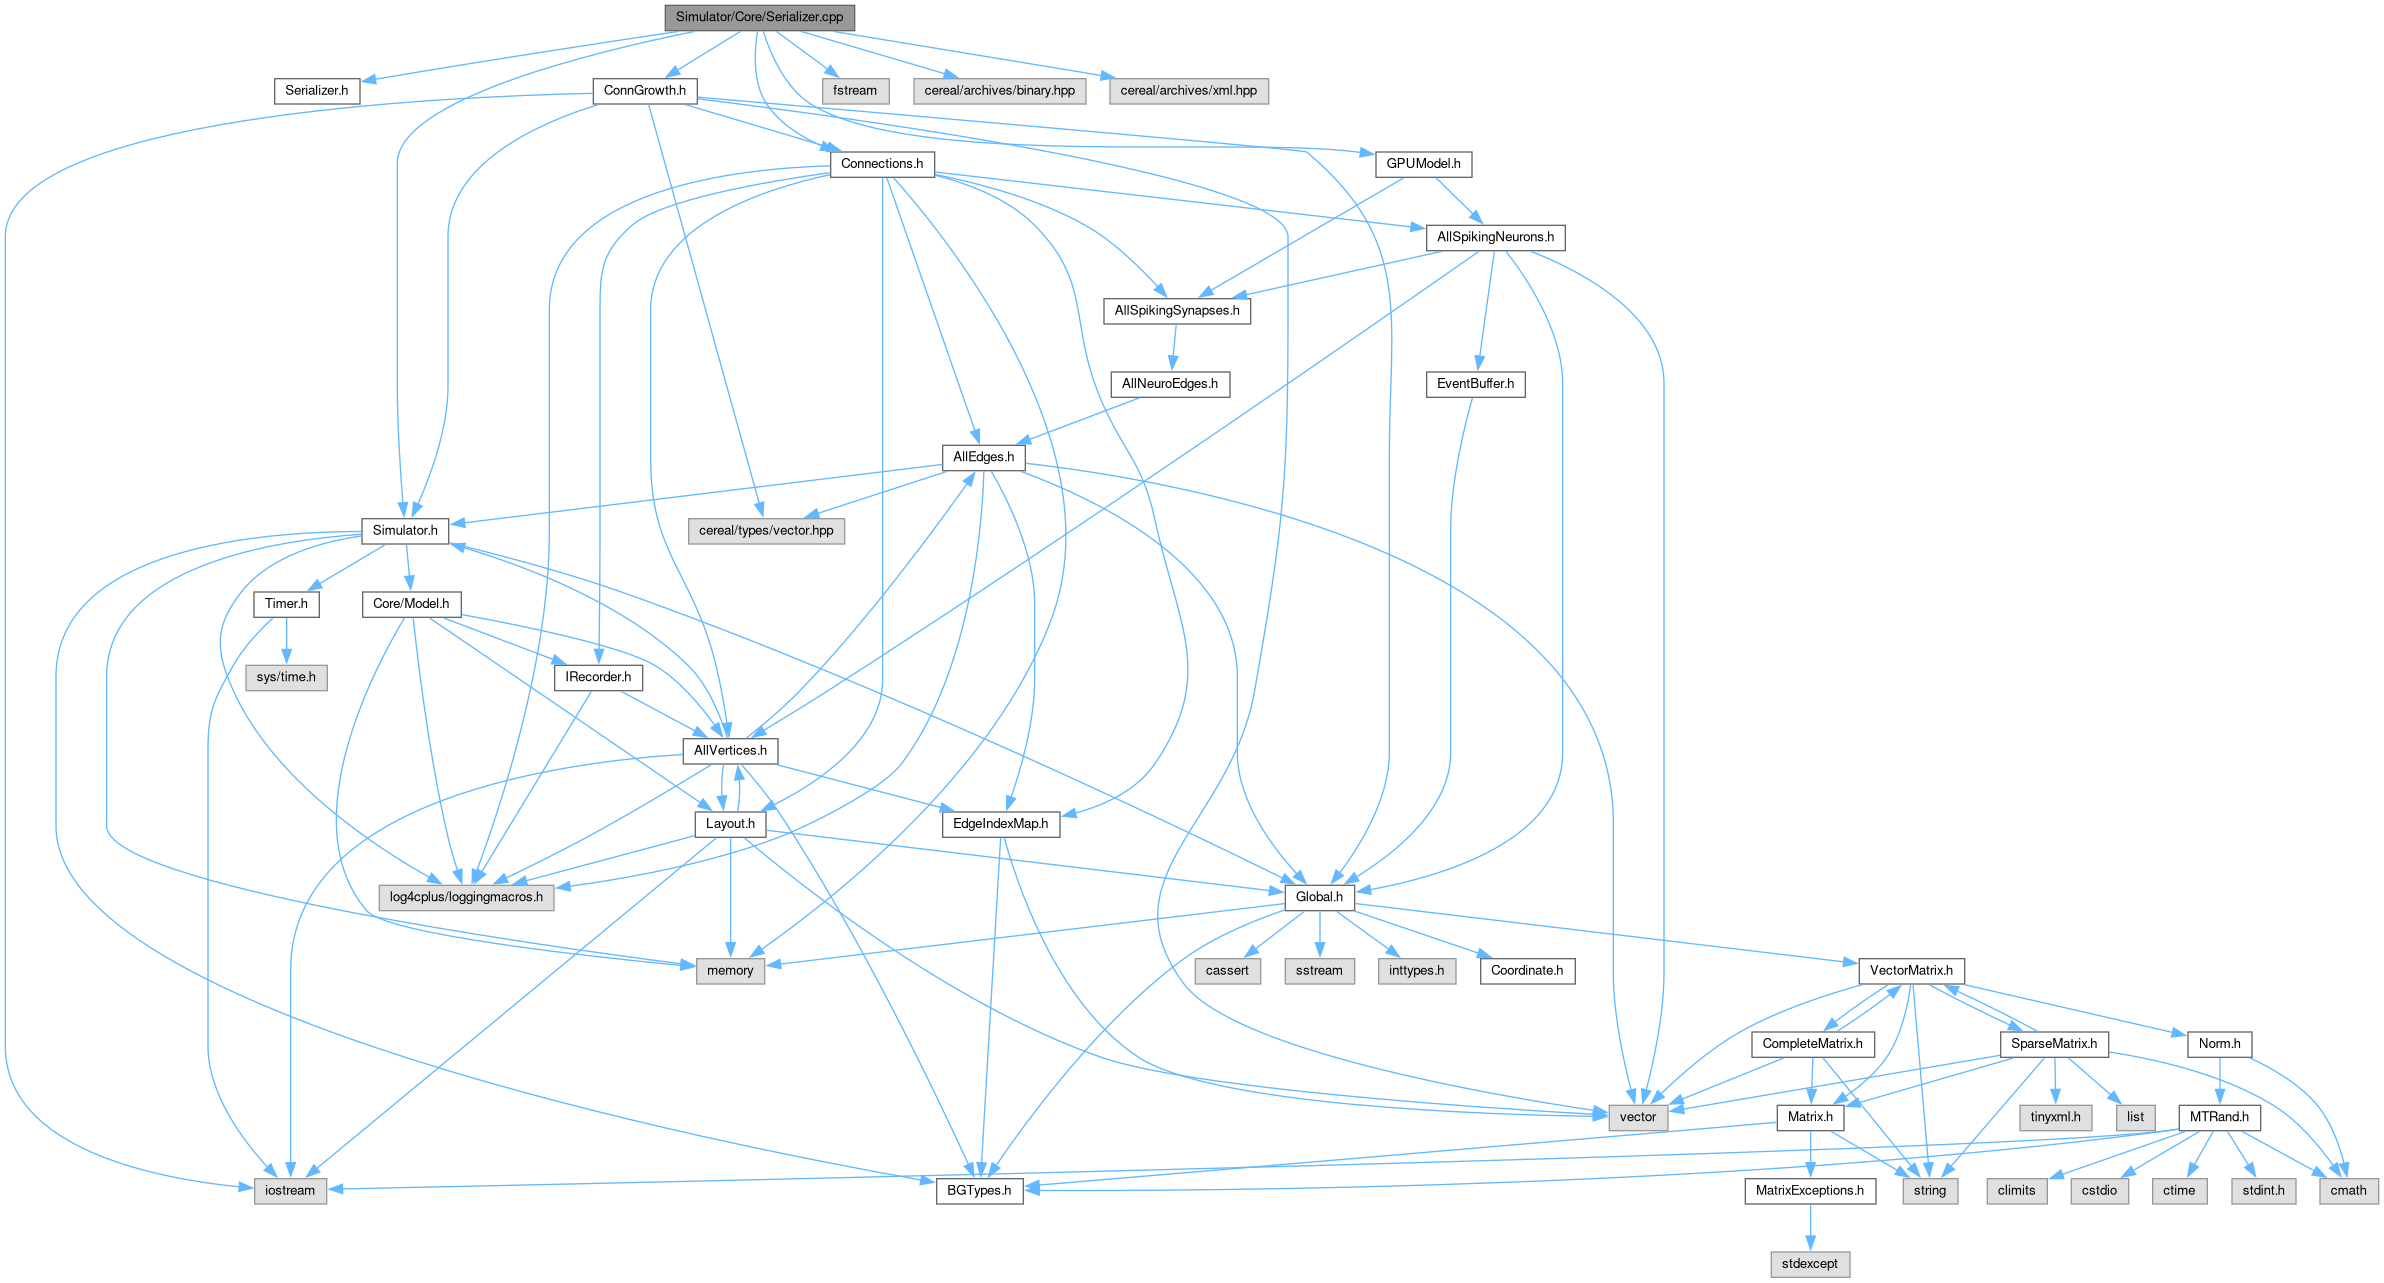 Simulator/Core/Serializer.cpp
Serializer.h
ConnGrowth.h
fstream
cereal/archives/binary.hpp
cereal/archives/xml.hpp
Connections.h
GPUModel.h
AllSpikingNeurons.h
AllSpikingSynapses.h
AllNeuroEdges.h
EventBuffer.h
AllEdges.h
Simulator.h
cereal/types/vector.hpp
Timer.h
Core/Model.h
sys/time.h
IRecorder.h
AllVertices.h
Layout.h
EdgeIndexMap.h
log4cplus/loggingmacros.h
Global.h
memory
cassert
sstream
inttypes.h
Coordinate.h
VectorMatrix.h
CompleteMatrix.h
SparseMatrix.h
Norm.h
vector
Matrix.h
tinyxml.h
list
MTRand.h
iostream
BGTypes.h
MatrixExceptions.h
string
climits
cstdio
ctime
stdint.h
cmath
stdexcept